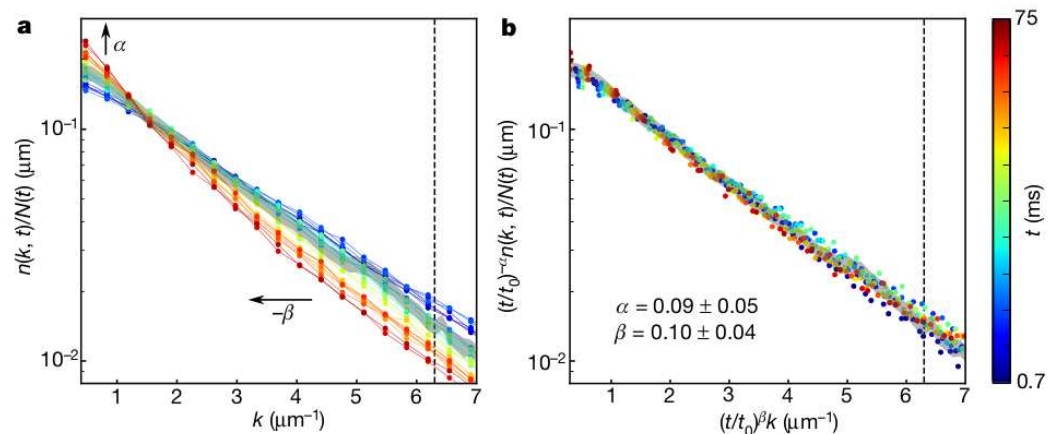 a
α
n(k, t)/N(t) (μm)
10⁻¹
10⁻²
−β
1 2 3 4 5 6 7
k (μm⁻¹)
b
(t/t₀)⁻ᵅn(k, t)/N(t) (μm)
10⁻¹
10⁻²
α = 0.09 ± 0.05
β = 0.10 ± 0.04
1 2 3 4 5 6 7
(t/t₀)ᵝk (μm⁻¹)
75
t (ms)
0.7